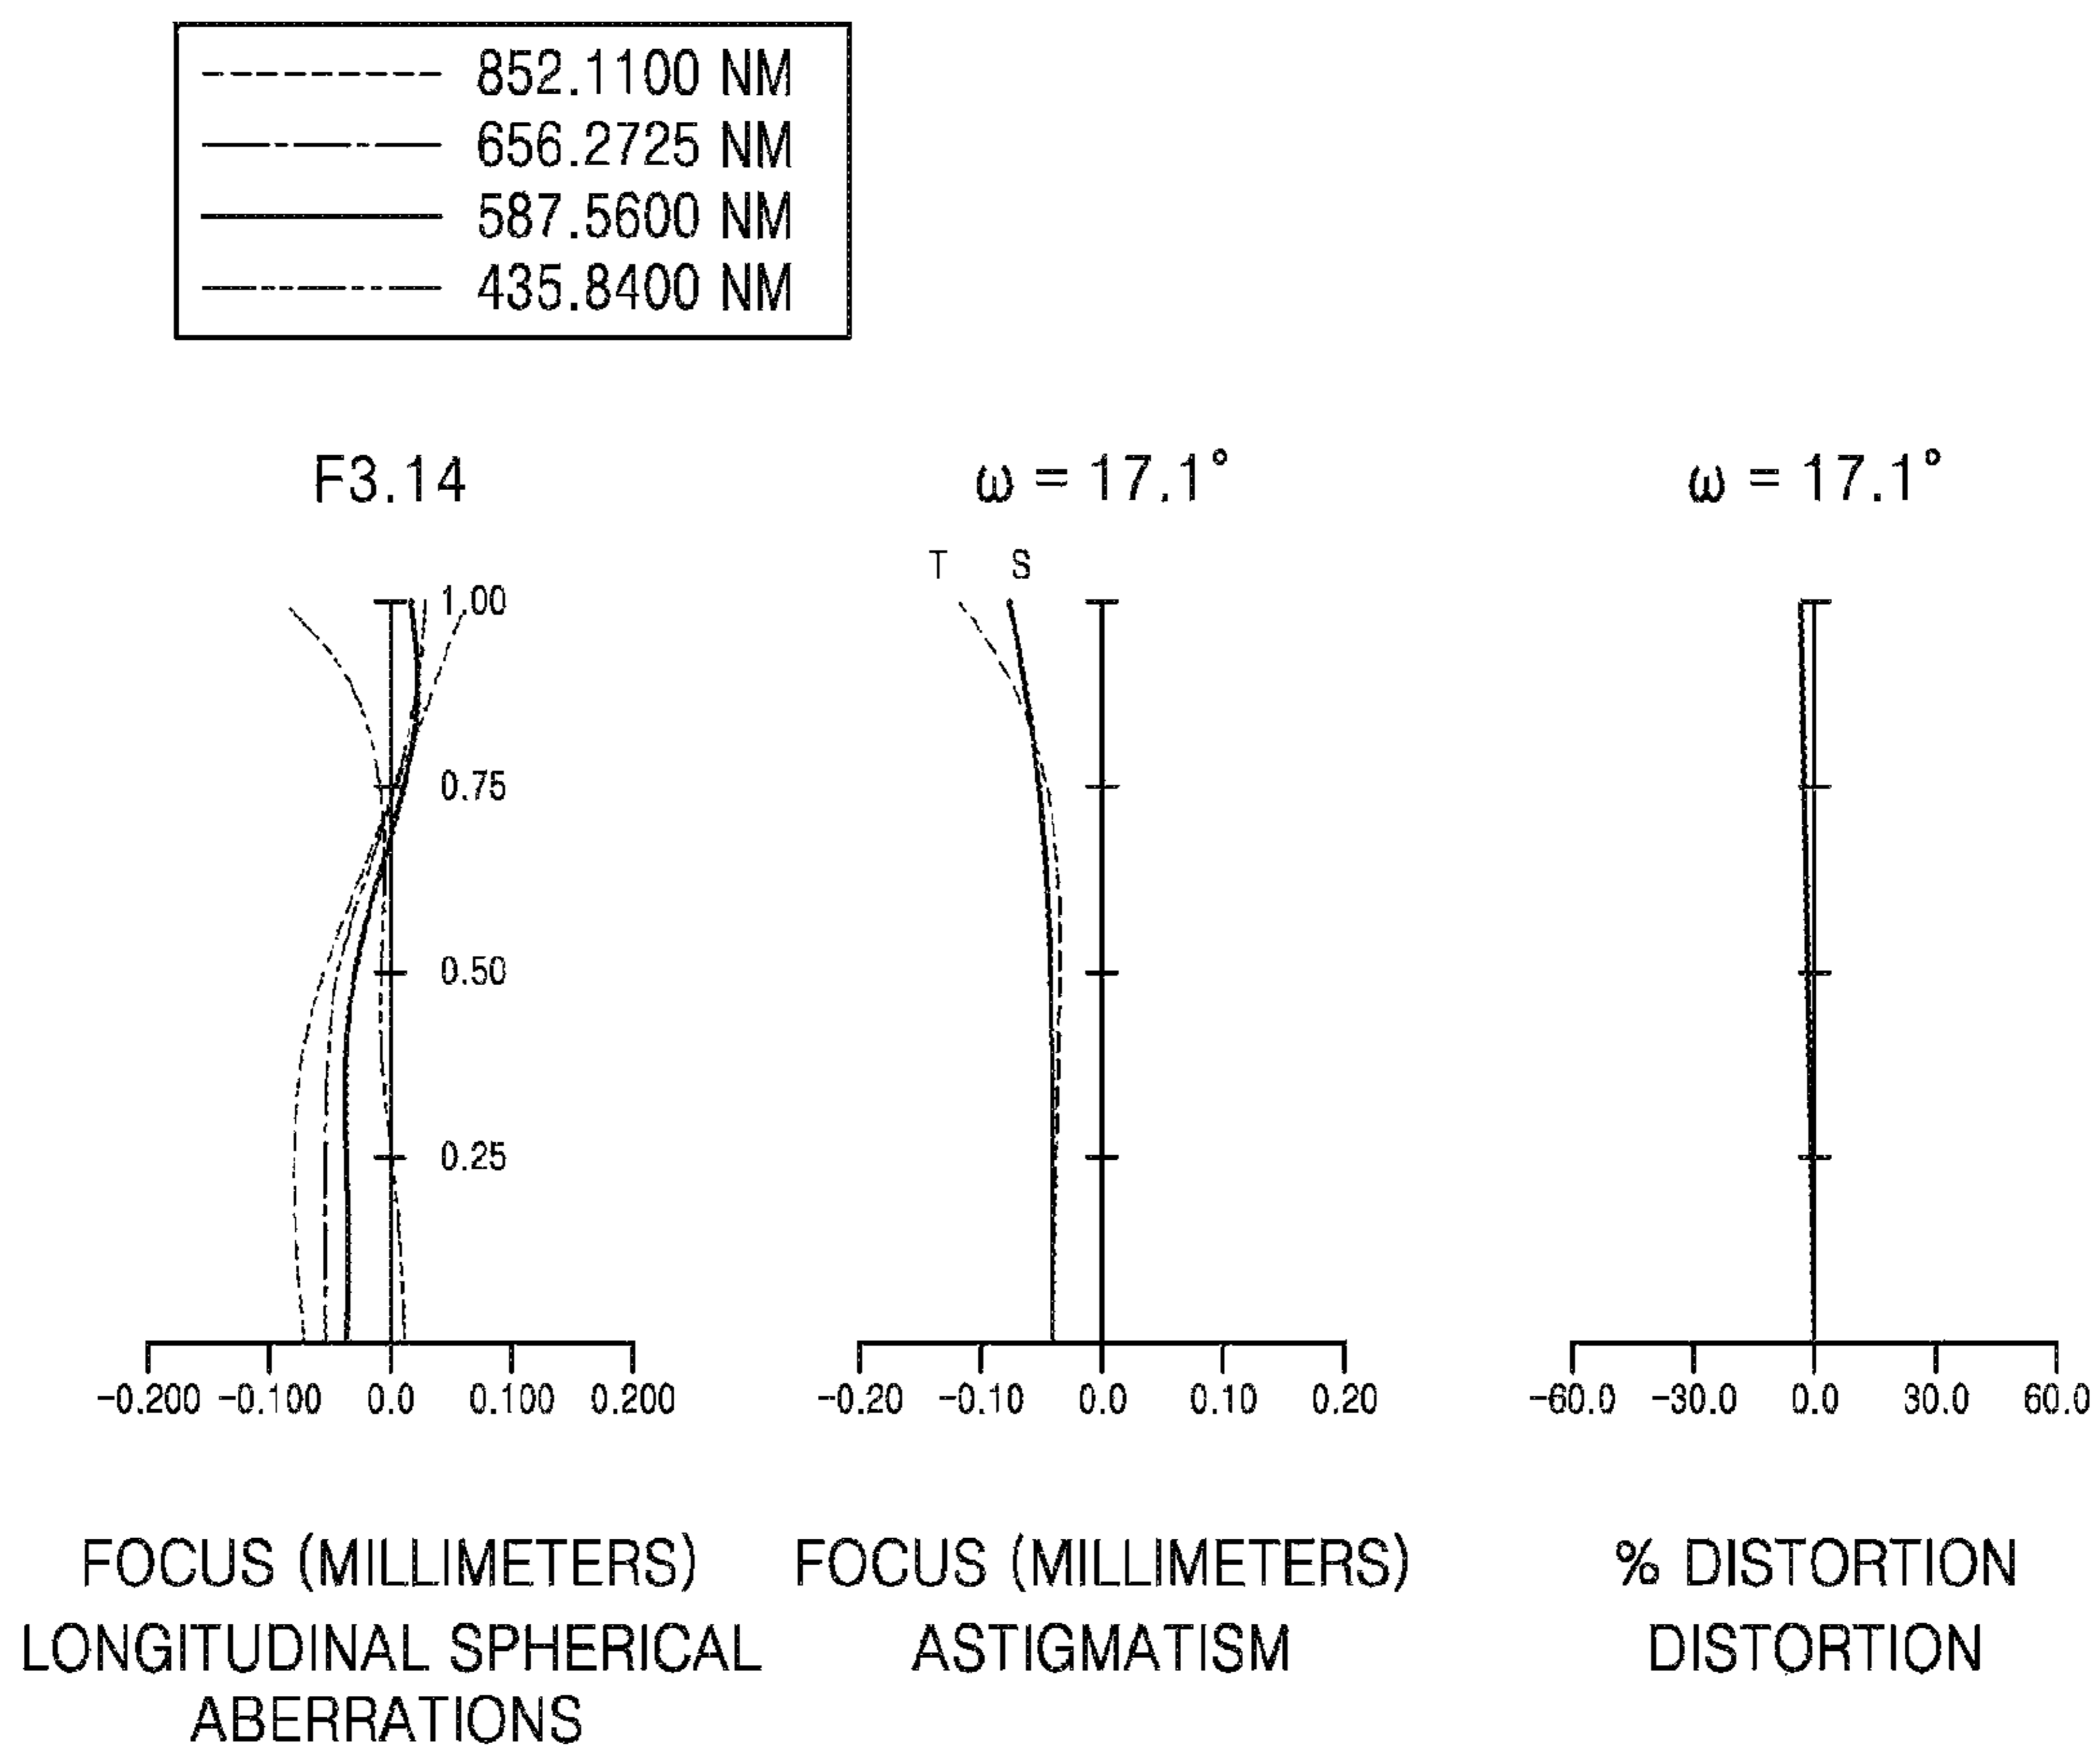 852.1100 NM
656.2725 NM
587.5600 NM
435.8400 NM
F3.14
ω = 17.1°
ω = 17.1°
T S
1.00
0.75
0.50
0.25
-0.200 -0.100 0.0 0.100 0.200
-0.20 -0.10 0.0 0.10 0.20
-60.0 -30.0 0.0 30.0 60.0
FOCUS (MILLIMETERS)
LONGITUDINAL SPHERICAL
ABERRATIONS
FOCUS (MILLIMETERS)
ASTIGMATISM
% DISTORTION
DISTORTION